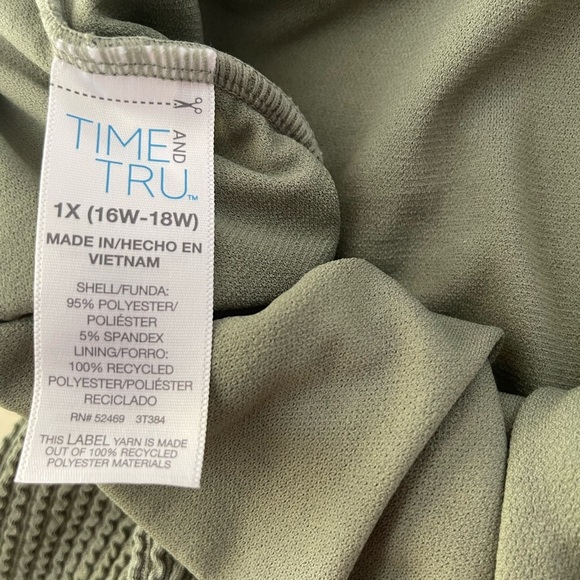 TIME AND
TRU™
1X (16W-18W)
MADE IN/HECHO EN
VIETNAM
SHELL/FUNDA:
95% POLYESTER/
POLIÉSTER
5% SPANDEX
LINING/FORRO:
100% RECYCLED
POLYESTER/POLIÉSTER
RECICLADO
RN# 52469 3T384
THIS LABEL YARN IS MADE
OUT OF 100% RECYCLED
POLYESTER MATERIALS